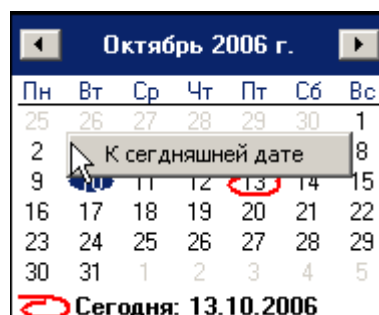 Октябрь 2006 г.
Пн Вт Ср Чт Пт Сб Вс
25 26 27 28 29 30 1
2 К сегдняшней дате 8
9 10 11 12 13 14 15
16 17 18 19 20 21 22
23 24 25 26 27 28 29
30 31 1 2 3 4 5
Сегодня: 13.10.2006